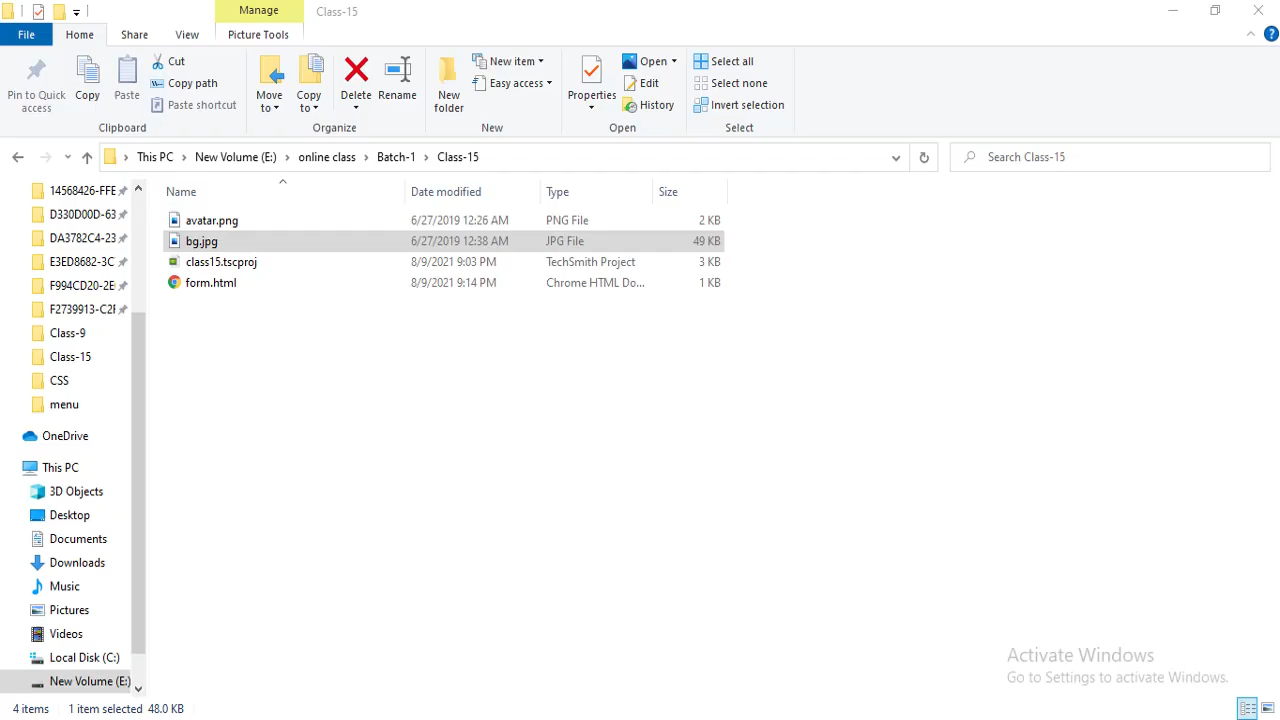 Manage
Class-15
File
Home
Share
View
Picture Tools
Pin to Quick access
Copy
Paste
Cut
Copy path
Paste shortcut
Clipboard
Move to
Copy to
Delete
Rename
Organize
New folder
New item
Easy access
New
Properties
Open
Edit
History
Open
Select all
Select none
Invert selection
Select
This PC > New Volume (E:) > online class > Batch-1 > Class-15
Search Class-15
Name
Date modified
Type
Size
avatar.png 6/27/2019 12:26 AM PNG File 2 KB
bg.jpg 6/27/2019 12:38 AM JPG File 49 KB
class15.tscproj 8/9/2021 9:03 PM TechSmith Project 3 KB
form.html 8/9/2021 9:14 PM Chrome HTML Do... 1 KB
14568426-FFE
D330D00D-63
DA3782C4-23
E3ED8682-3C
F994CD20-2E
F2739913-C2F
Class-9
Class-15
CSS
menu
OneDrive
This PC
3D Objects
Desktop
Documents
Downloads
Music
Pictures
Videos
Local Disk (C:)
New Volume (E:)
Activate Windows
Go to Settings to activate Windows.
4 items
1 item selected 48.0 KB